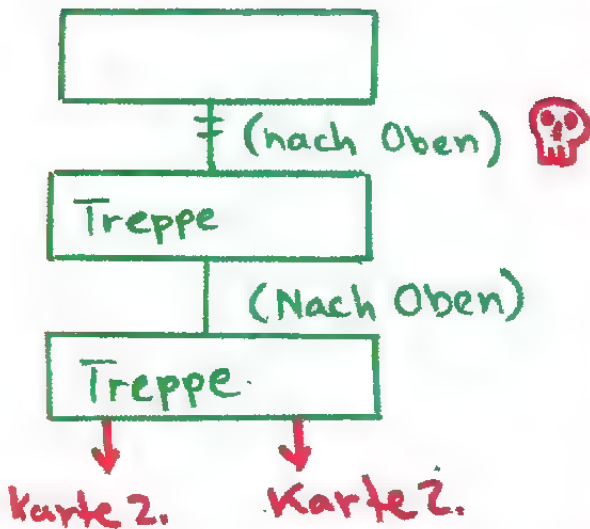 (nach Oben)
Treppe
(Nach Oben)
Treppe.
Karte 2. Karte 2.